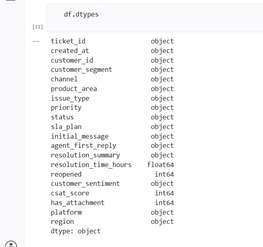 df.dtypes
[11]
ticket_id object
created_at object
customer_id object
customer_segment object
channel object
product_area object
issue_type object
priority object
status object
sla_plan object
initial_message object
agent_first_reply object
resolution_summary object
resolution_time_hours float64
reopened int64
customer_sentiment object
csat_score int64
has_attachment int64
platform object
region object
dtype: object